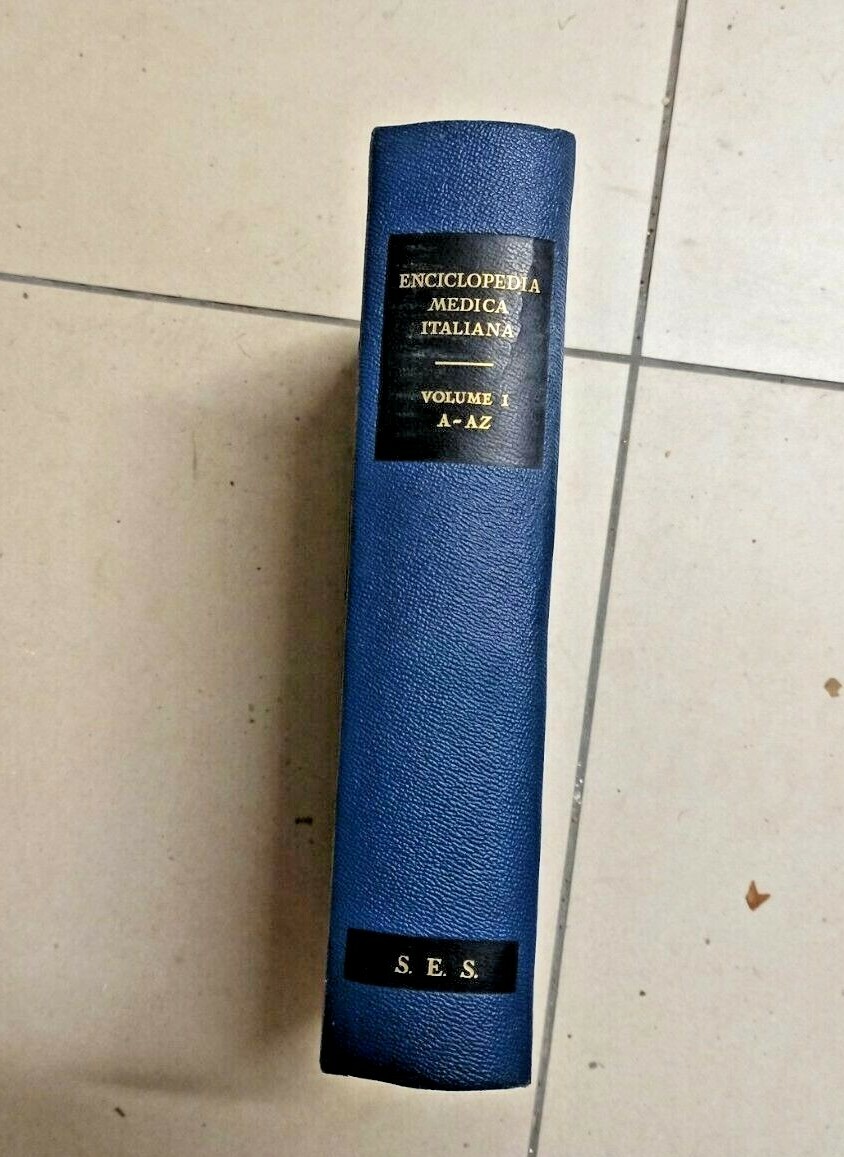 ENCICLOPEDIA
MEDICA
ITALIANA
VOLUME I
A-AZ
S. E. S.